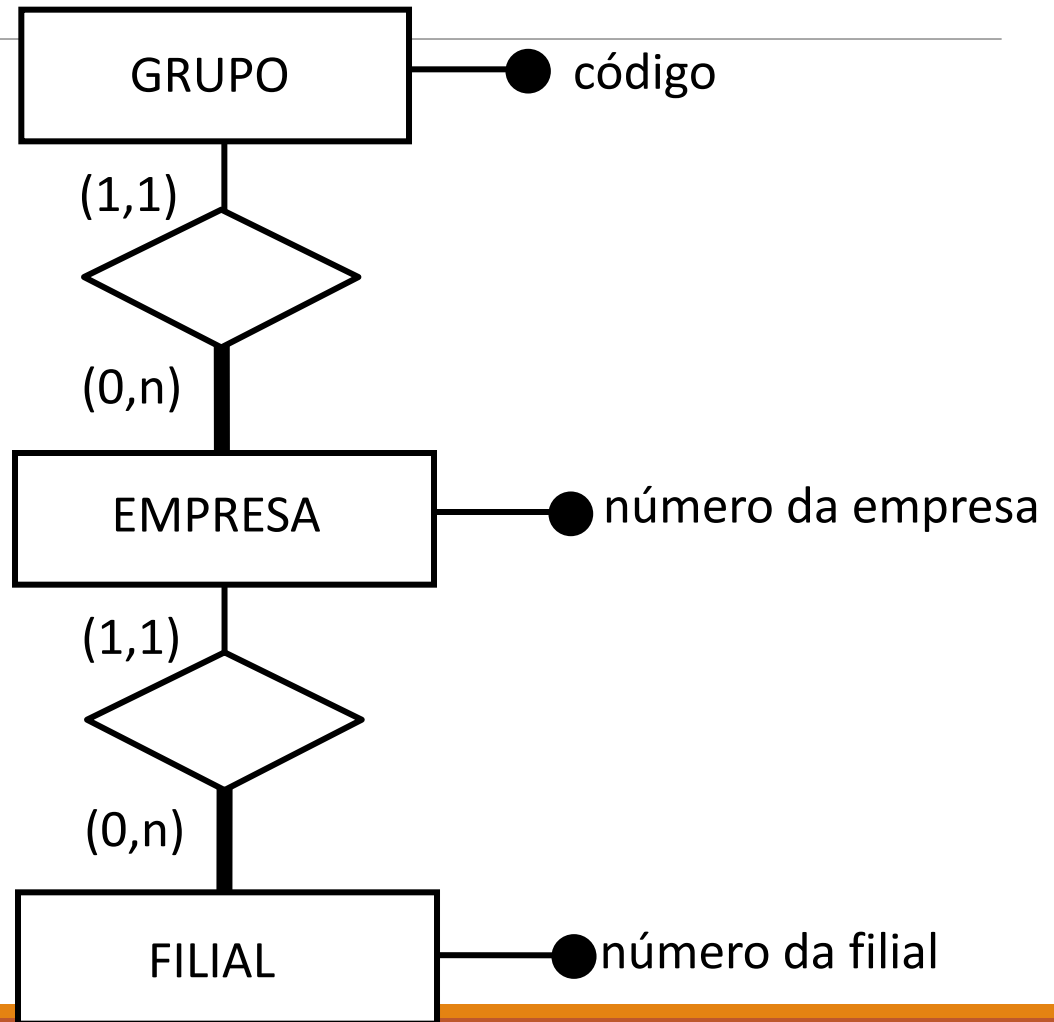 GRUPO
código
(1,1)
(0,n)
EMPRESA
número da empresa
(1,1)
(0,n)
FILIAL
número da filial